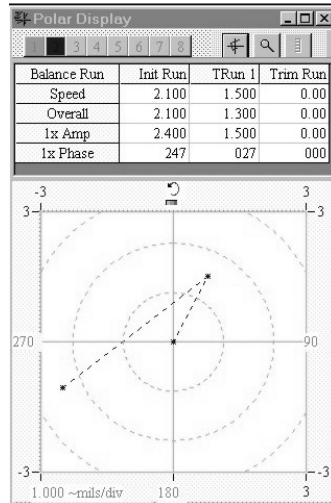 Polar Display
1 2 3 4 5 6 7 8
Balance Run Init Run TRun 1 Trim Run
Speed 2.100 1.500 0.00
Overall 2.100 1.300 0.00
1x Amp 2.400 1.500 0.00
1x Phase 247 027 000
-3 3
3 3
270 90
-3 -3
1.000 ~mils/div 180 3